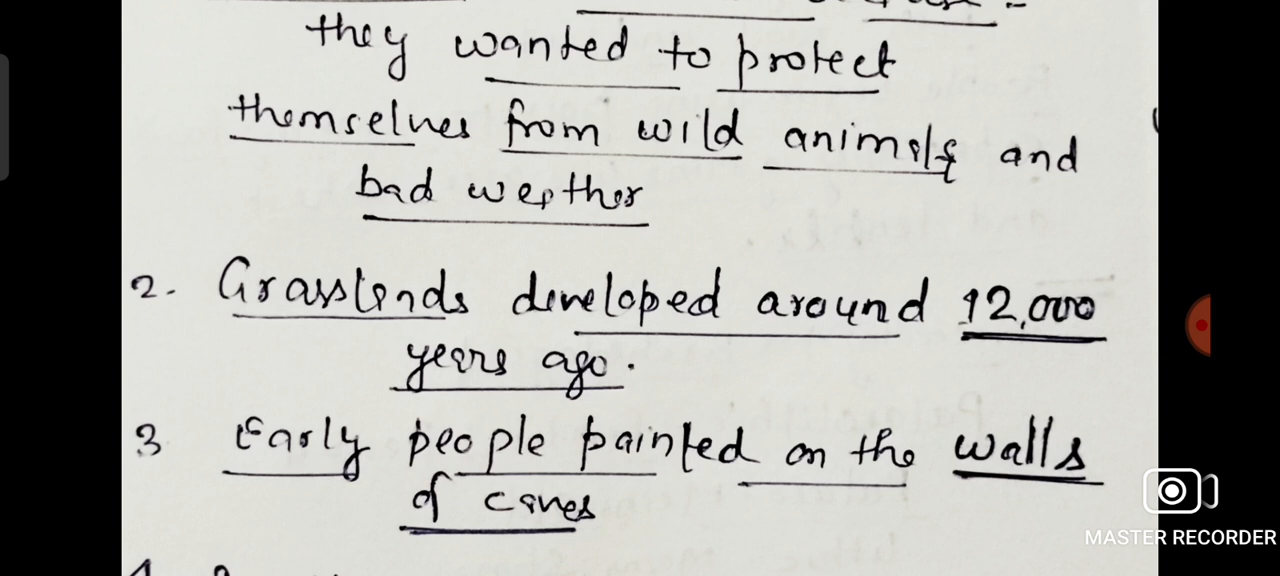 they wanted to protect
themselves from wild animals and
bad weather
2. Grasslands developed around 12,000
years ago.
3 Early people painted on the walls
of caves
MASTER RECORDER